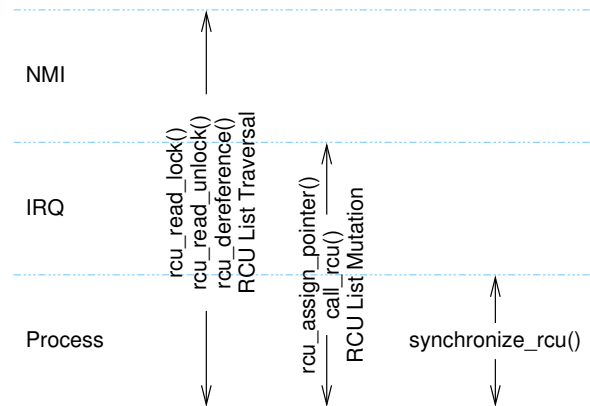 NMI
IRQ
Process
rcu_read_lock()
rcu_read_unlock()
rcu_dereference()
RCU List Traversal
rcu_assign_pointer()
call_rcu()
RCU List Mutation
synchronize_rcu()